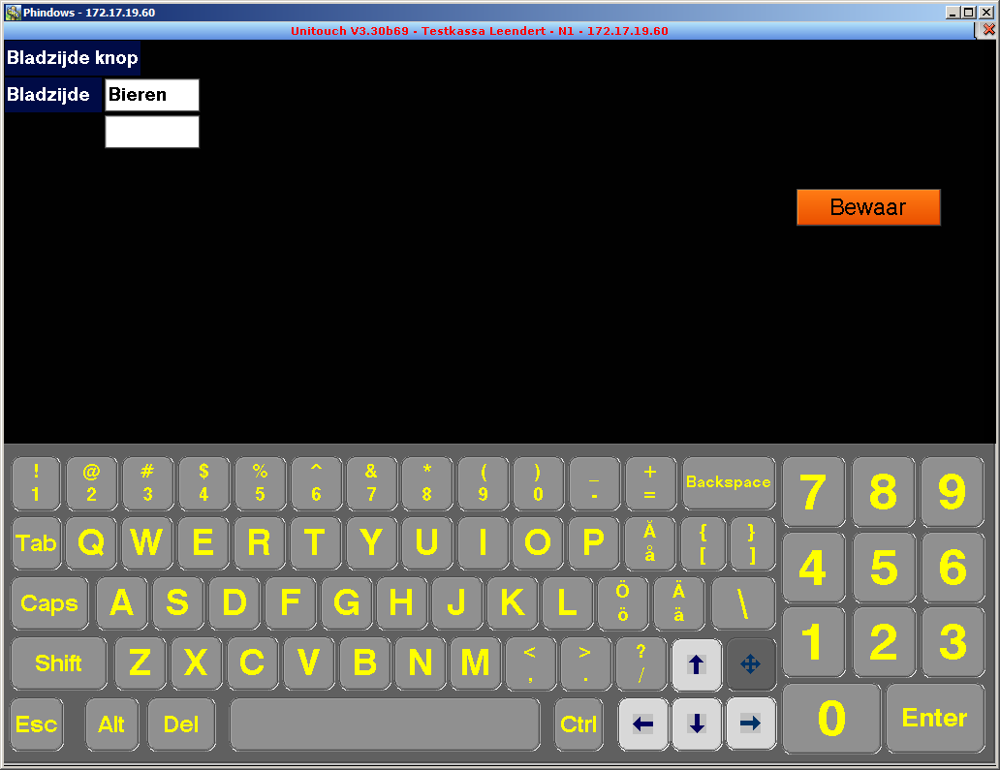 Phindows - 172.17.19.60
Unitouch V3.30b69 - Testkassa Leendert - N1 - 172.17.19.60
Bladzijde knop
Bladzijde Bieren
Bewaar
! @ # $ % ^ & * ( ) _ +
1 2 3 4 5 6 7 8 9 0 - = Backspace 7 8 9
Tab Q W E R T Y U I O P Å å { [ } ]
4 5 6
Caps A S D F G H J K L Ö ö Ä ä \
1 2 3
Shift Z X C V B N M < , > . ? /
Esc Alt Del Ctrl 0 Enter